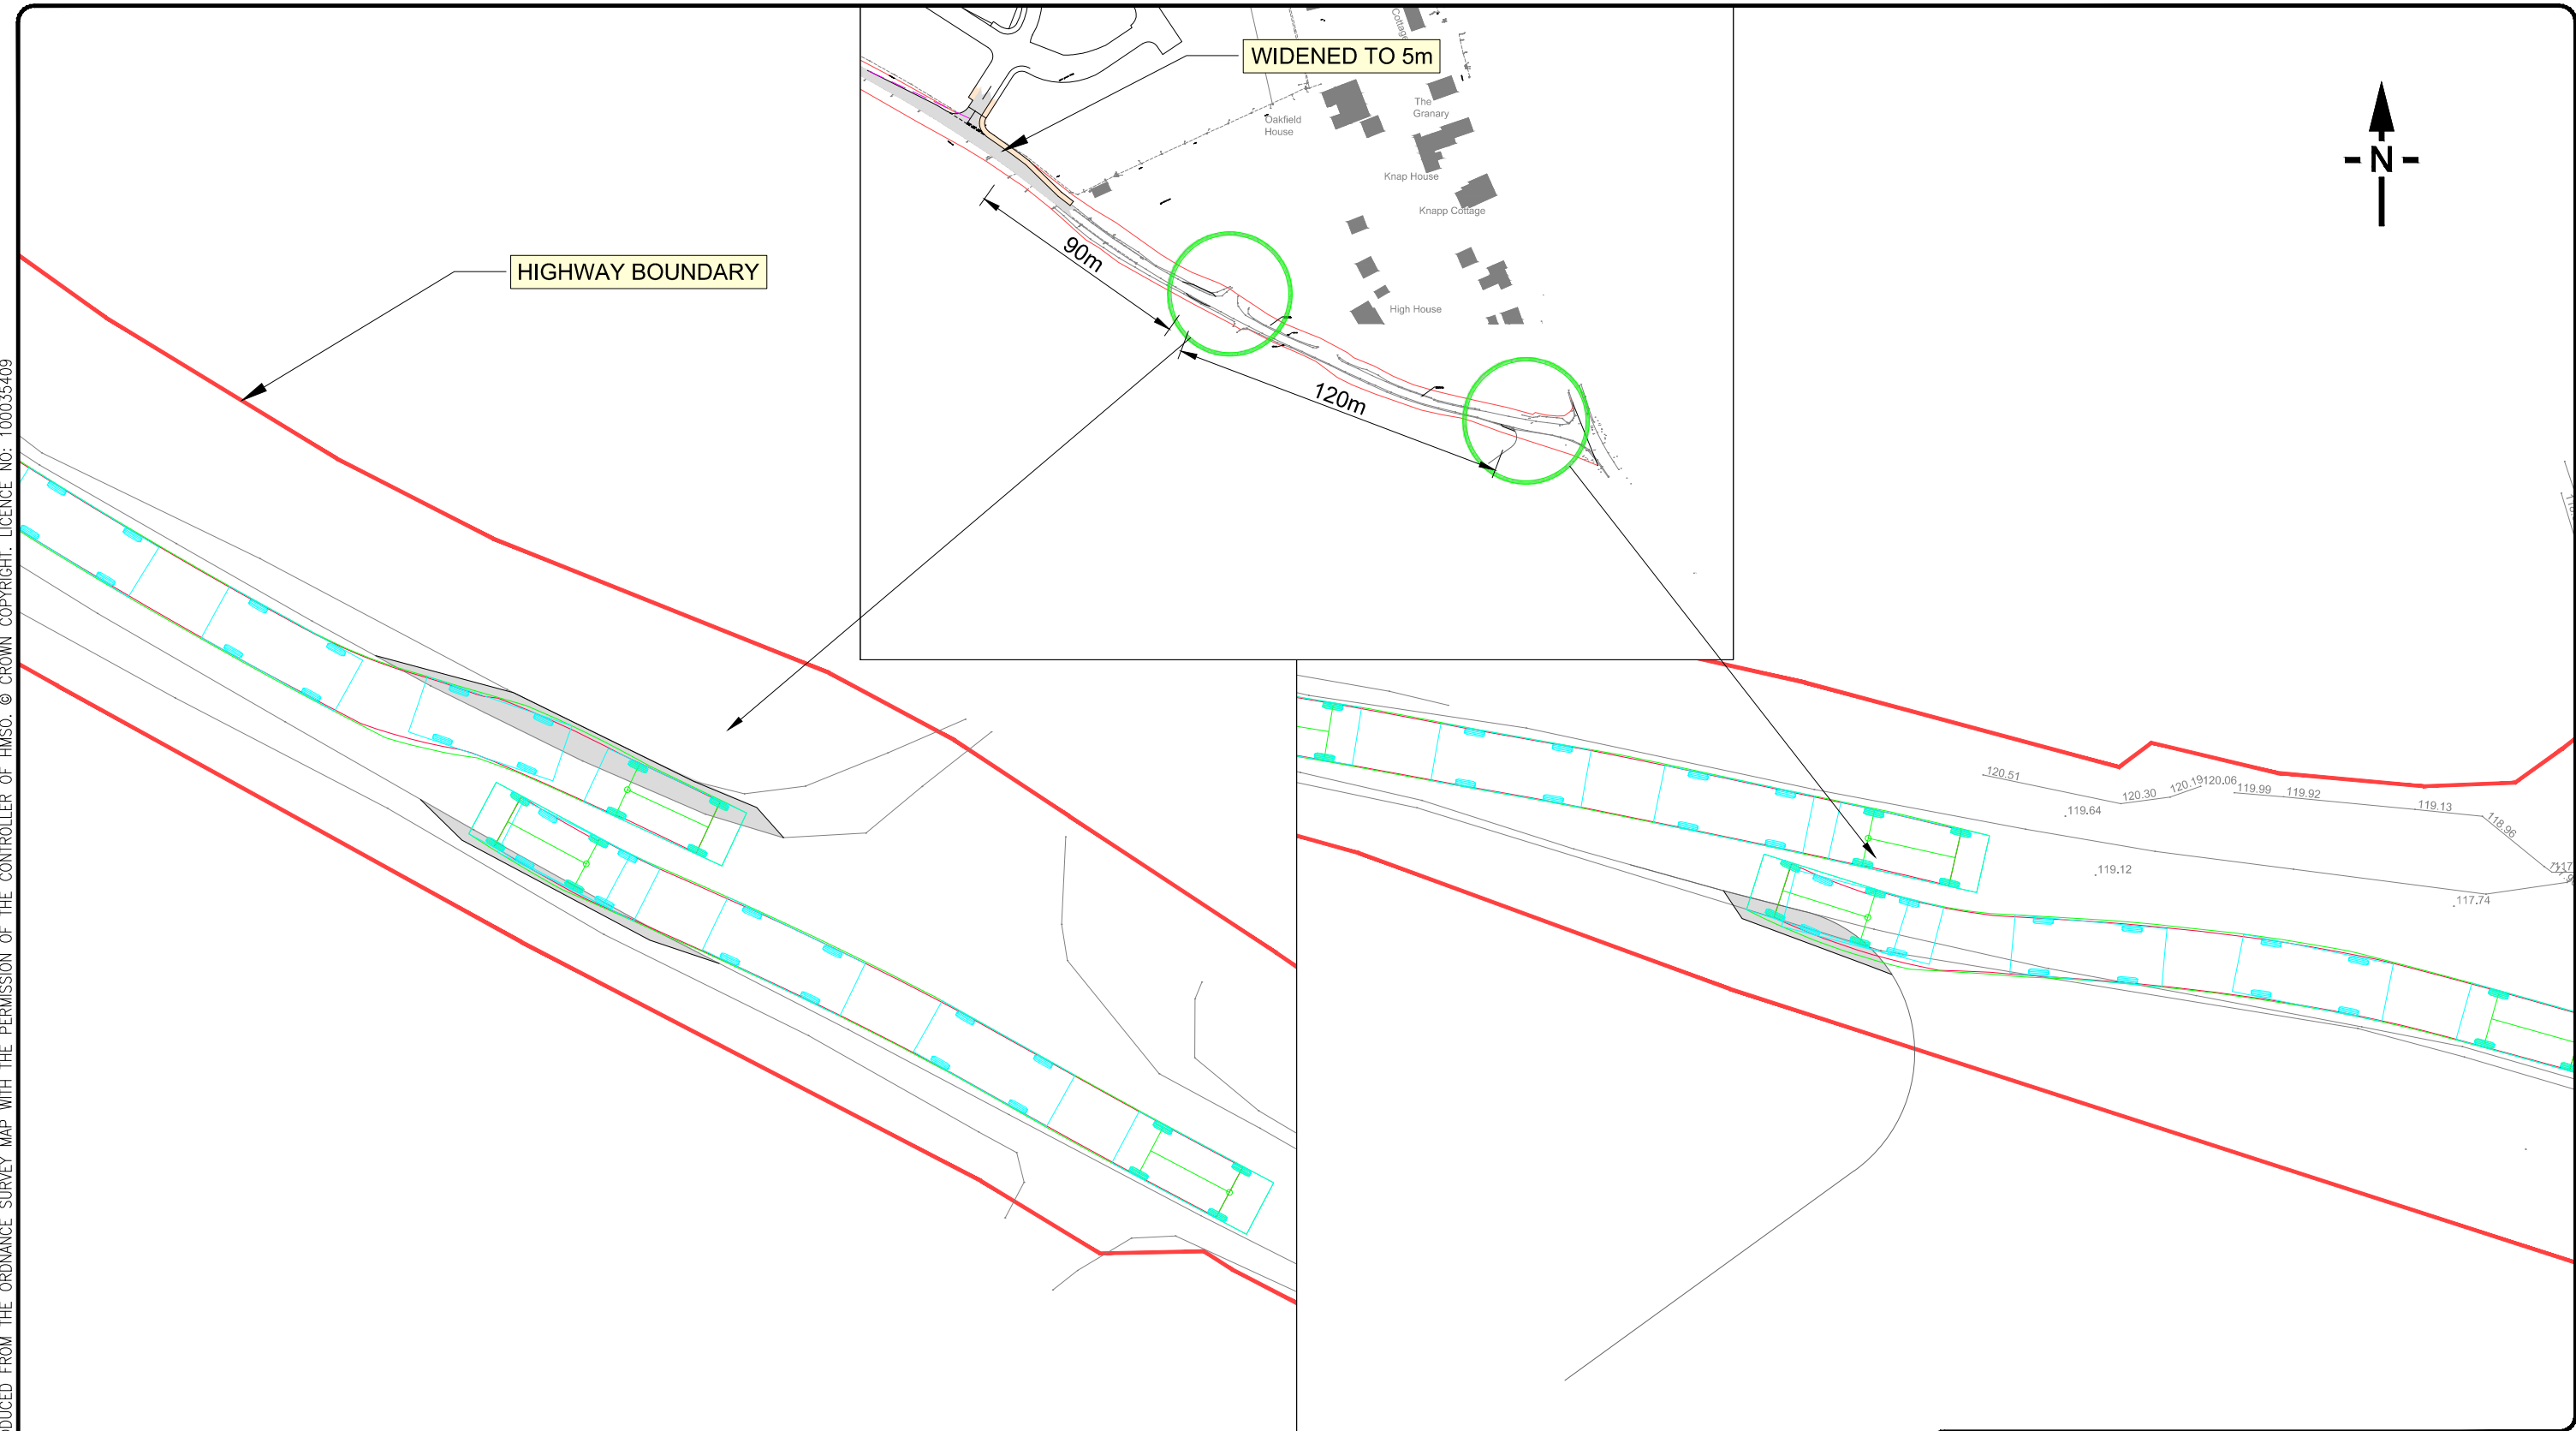 WIDENED TO 5m
Cottage
The
Granary
Oakfield
House
Knap House
Knapp Cottage
High House
90m
120m
N
HIGHWAY BOUNDARY
120.51
120.30
120.19
120.06
119.99
119.92
119.13
118.96
119.64
119.12
117.74
ODUCED FROM THE ORDNANCE SURVEY MAP WITH THE PERMISSION OF THE CONTROLLER OF HMSO. © CROWN COPYRIGHT. LICENCE NO: 100035409